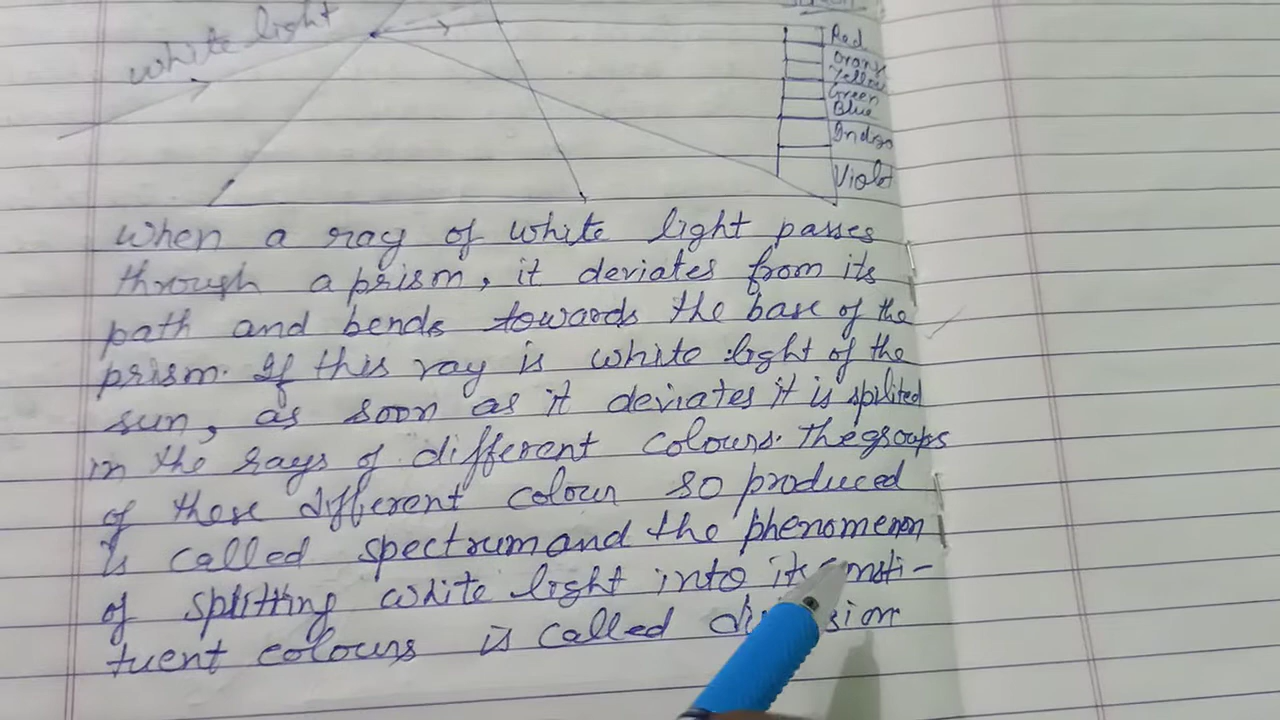 white light
Red
Orang
Yellow
Green
Blue
Indgo
Violet
When a ray of white light passes
through a prism, it deviates from its
path and bends towards the base of the
prism. If this ray is white light of the
sun, as soon as it deviates it is splited
in the rays of different colours. The groups
of these different colour so produced
is called spectrum and the phenomenon
of splitting white light into its consti-
tuent colours is called